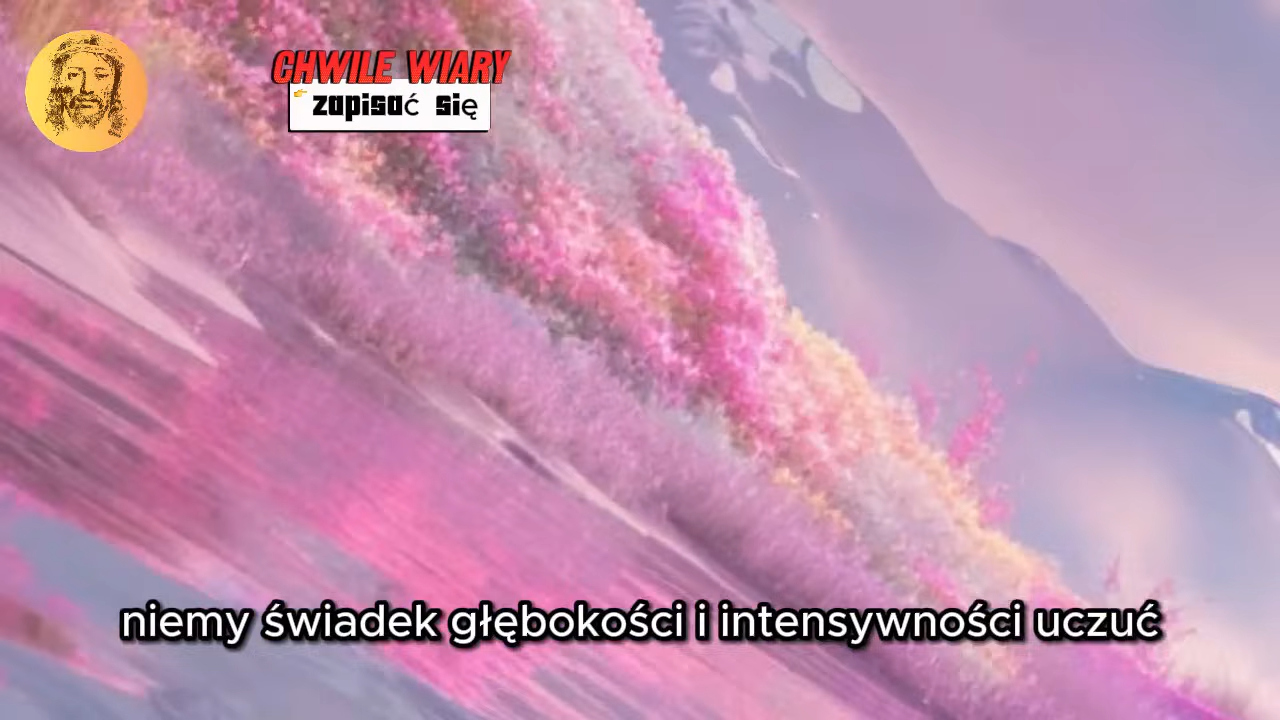 CHWILE WIARY
👉 zapisać się
niemy świadek głębokości i intensywności uczuć